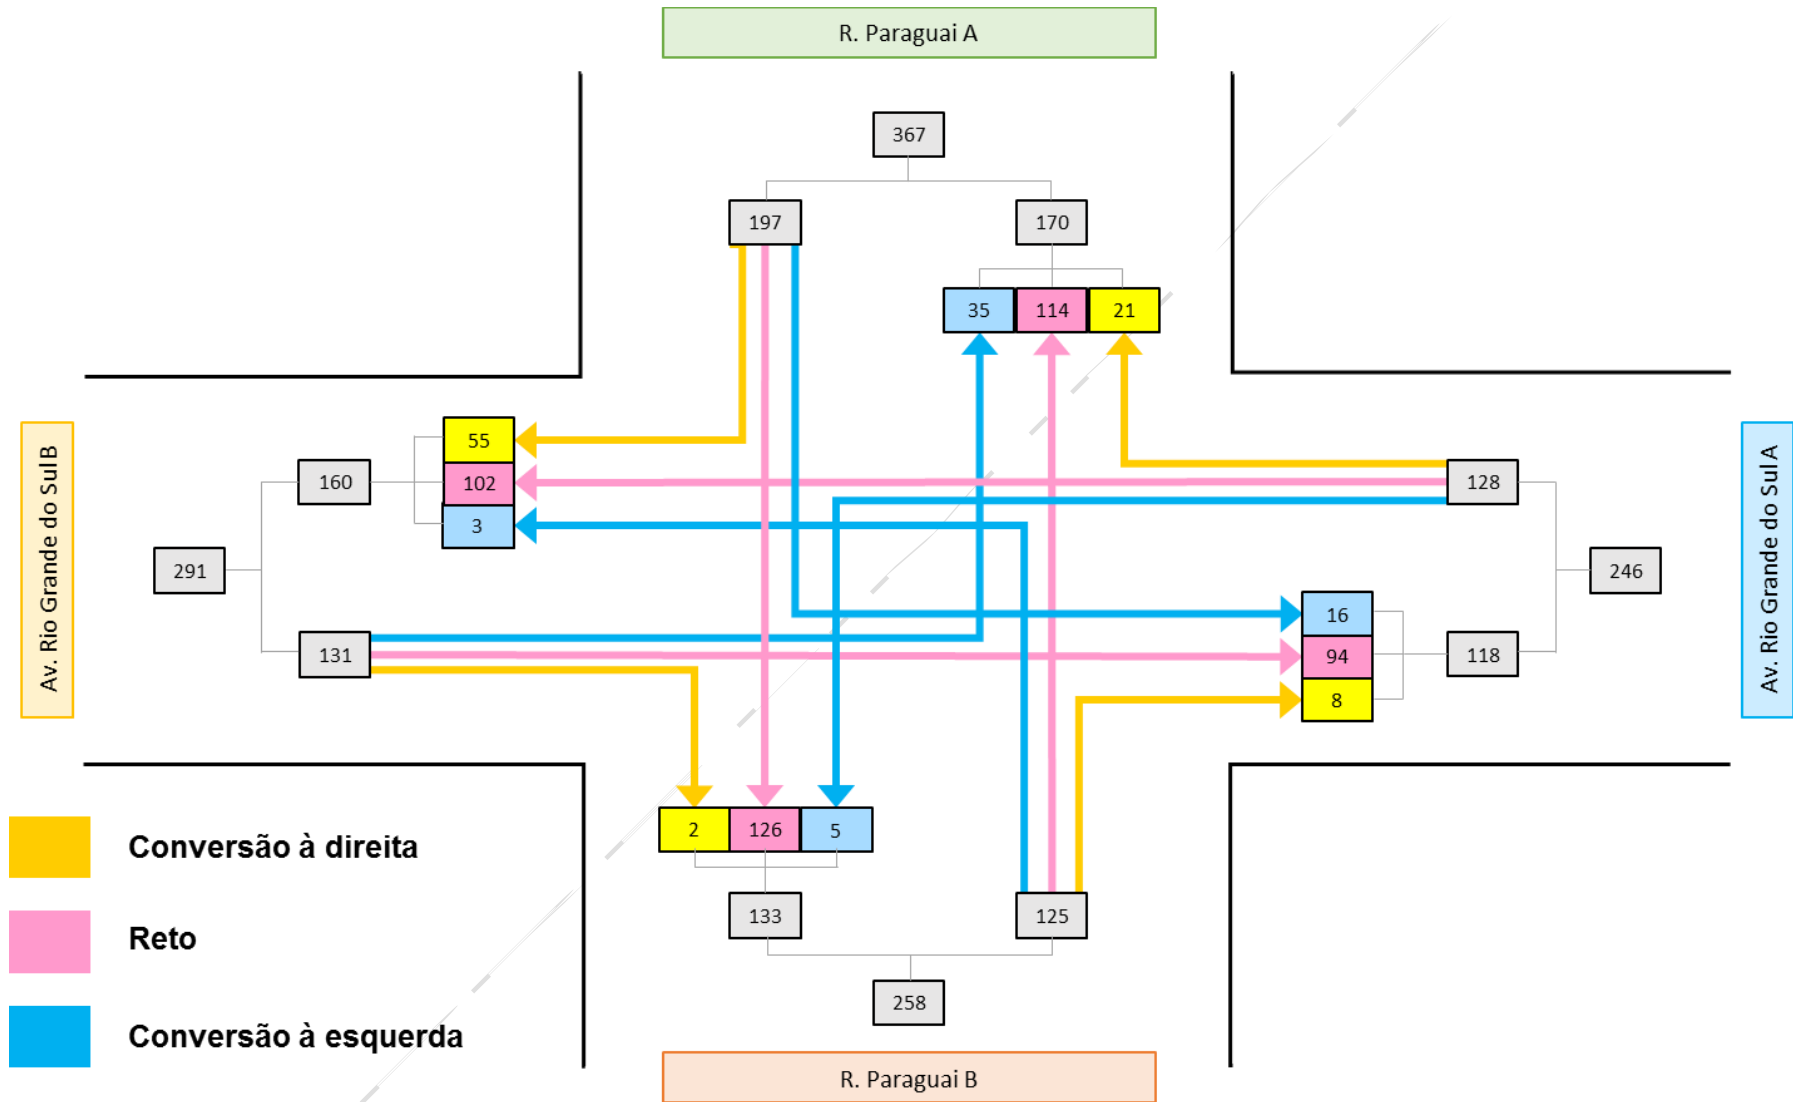 R. Paraguai A
367
197
170
35 114 21
55
102
3
160
128
291
246
131
16
94
8
118
Av. Rio Grande do Sul B
Av. Rio Grande do Sul A
2 126 5
133
125
258
Conversão à direita
Reto
Conversão à esquerda
R. Paraguai B